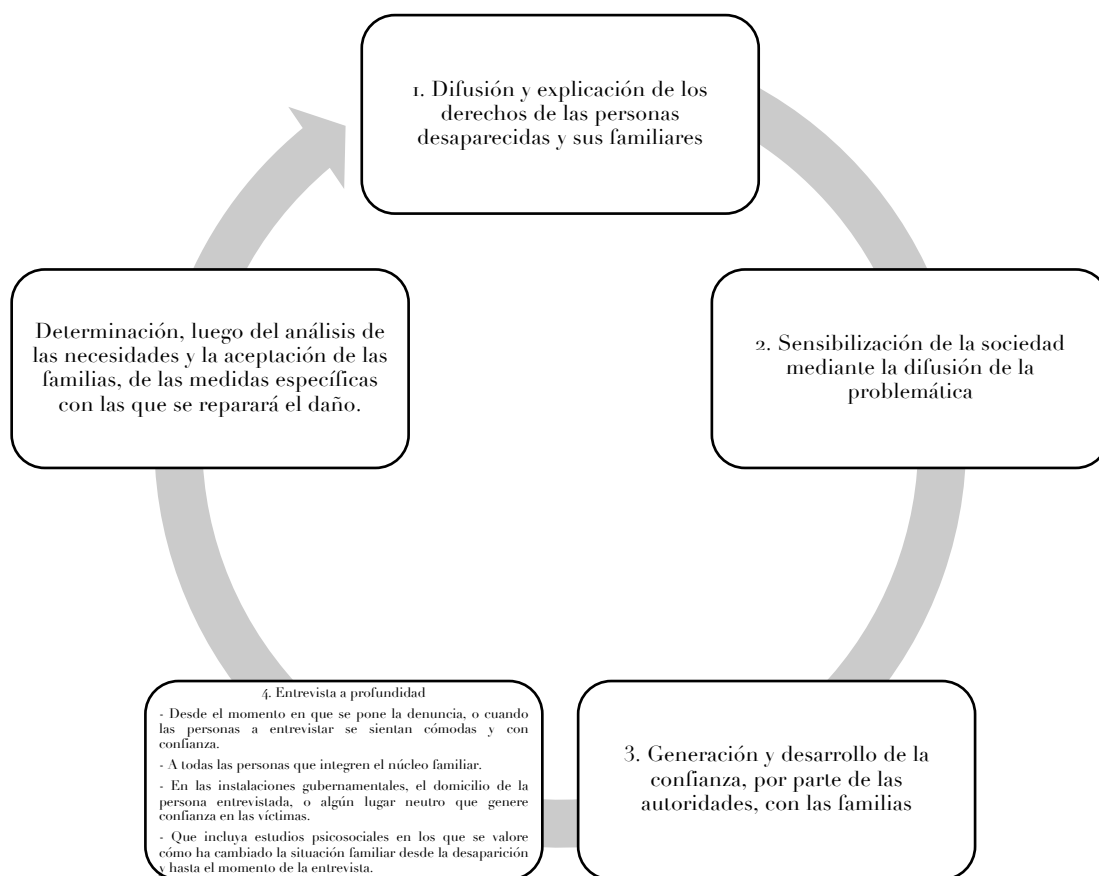 1. Difusión y explicación de los
derechos de las personas
desaparecidas y sus familiares
2. Sensibilización de la sociedad
mediante la difusión de la
problemática
3. Generación y desarrollo de la
confianza, por parte de las
autoridades, con las familias
4. Entrevista a profundidad
- Desde el momento en que se pone la denuncia, o cuando
las personas a entrevistar se sientan cómodas y con
confianza.
- A todas las personas que integren el núcleo familiar.
- En las instalaciones gubernamentales, el domicilio de la
persona entrevistada, o algún lugar neutro que genere
confianza en las víctimas.
- Que incluya estudios psicosociales en los que se valore
cómo ha cambiado la situación familiar desde la desaparición
y hasta el momento de la entrevista.
Determinación, luego del análisis de
las necesidades y la aceptación de las
familias, de las medidas específicas
con las que se reparará el daño.